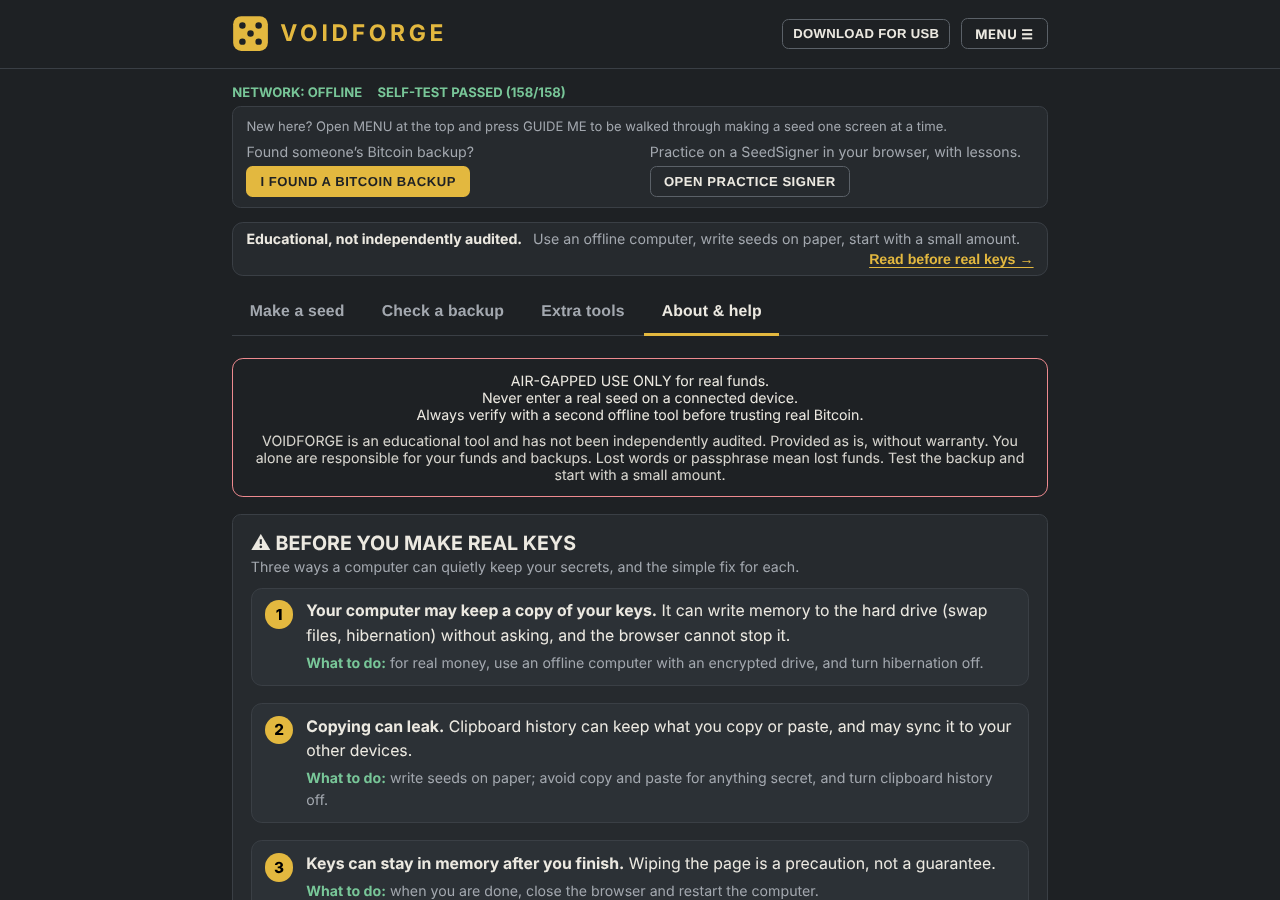 VOIDFORGE
DOWNLOAD FOR USB
MENU ☰
NETWORK: OFFLINE SELF-TEST PASSED (158/158)
New here? Open MENU at the top and press GUIDE ME to be walked through making a seed one screen at a time.
Found someone’s Bitcoin backup?
I FOUND A BITCOIN BACKUP
Practice on a SeedSigner in your browser, with lessons.
OPEN PRACTICE SIGNER
Educational, not independently audited. Use an offline computer, write seeds on paper, start with a small amount.
Read before real keys →
Make a seed
Check a backup
Extra tools
About & help
AIR-GAPPED USE ONLY for real funds.
Never enter a real seed on a connected device.
Always verify with a second offline tool before trusting real Bitcoin.
VOIDFORGE is an educational tool and has not been independently audited. Provided as is, without warranty. You
alone are responsible for your funds and backups. Lost words or passphrase mean lost funds. Test the backup and
start with a small amount.
⚠ BEFORE YOU MAKE REAL KEYS
Three ways a computer can quietly keep your secrets, and the simple fix for each.
1
Your computer may keep a copy of your keys. It can write memory to the hard drive (swap
files, hibernation) without asking, and the browser cannot stop it.
What to do: for real money, use an offline computer with an encrypted drive, and turn hibernation off.
2
Copying can leak. Clipboard history can keep what you copy or paste, and may sync it to your
other devices.
What to do: write seeds on paper; avoid copy and paste for anything secret, and turn clipboard history
off.
3
Keys can stay in memory after you finish. Wiping the page is a precaution, not a guarantee.
What to do: when you are done, close the browser and restart the computer.